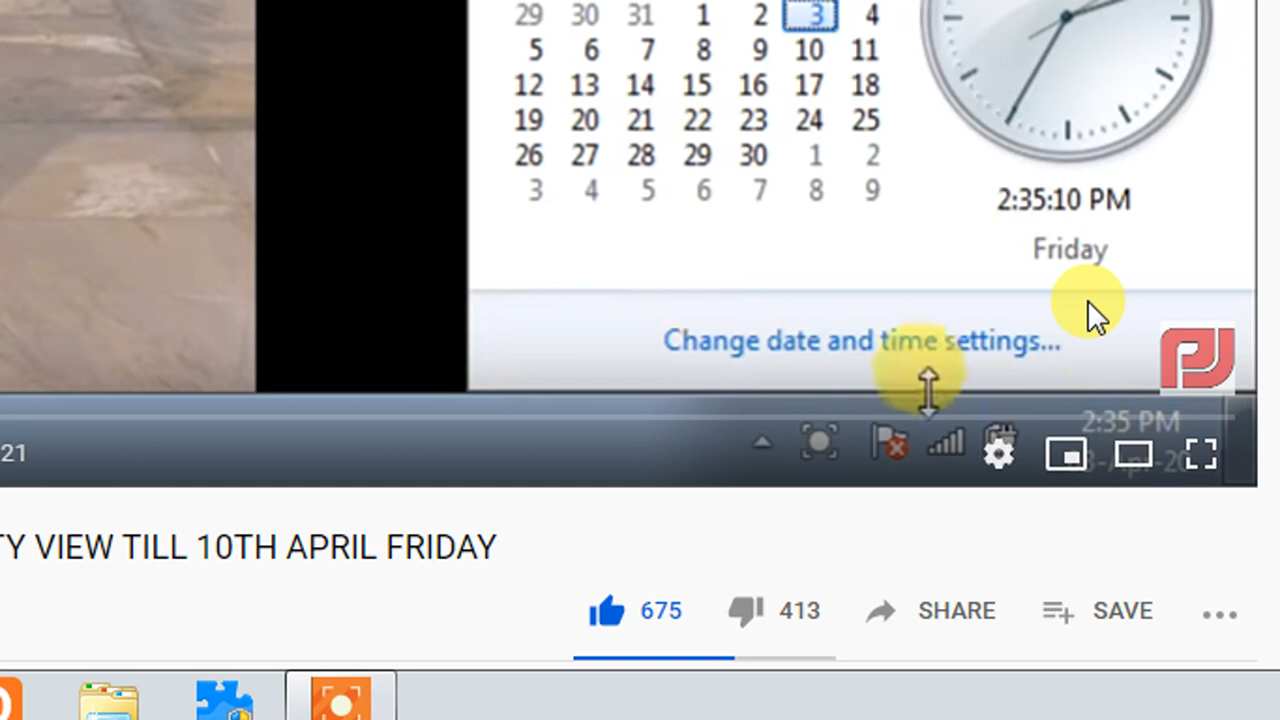 29 30 31 1 2 3 4
5 6 7 8 9 10 11
12 13 14 15 16 17 18
19 20 21 22 23 24 25
26 27 28 29 30 1 2
3 4 5 6 7 8 9
2:35:10 PM
Friday
Change date and time settings...
PJ
2:35 PM
21
TY VIEW TILL 10TH APRIL FRIDAY
675 413 SHARE SAVE